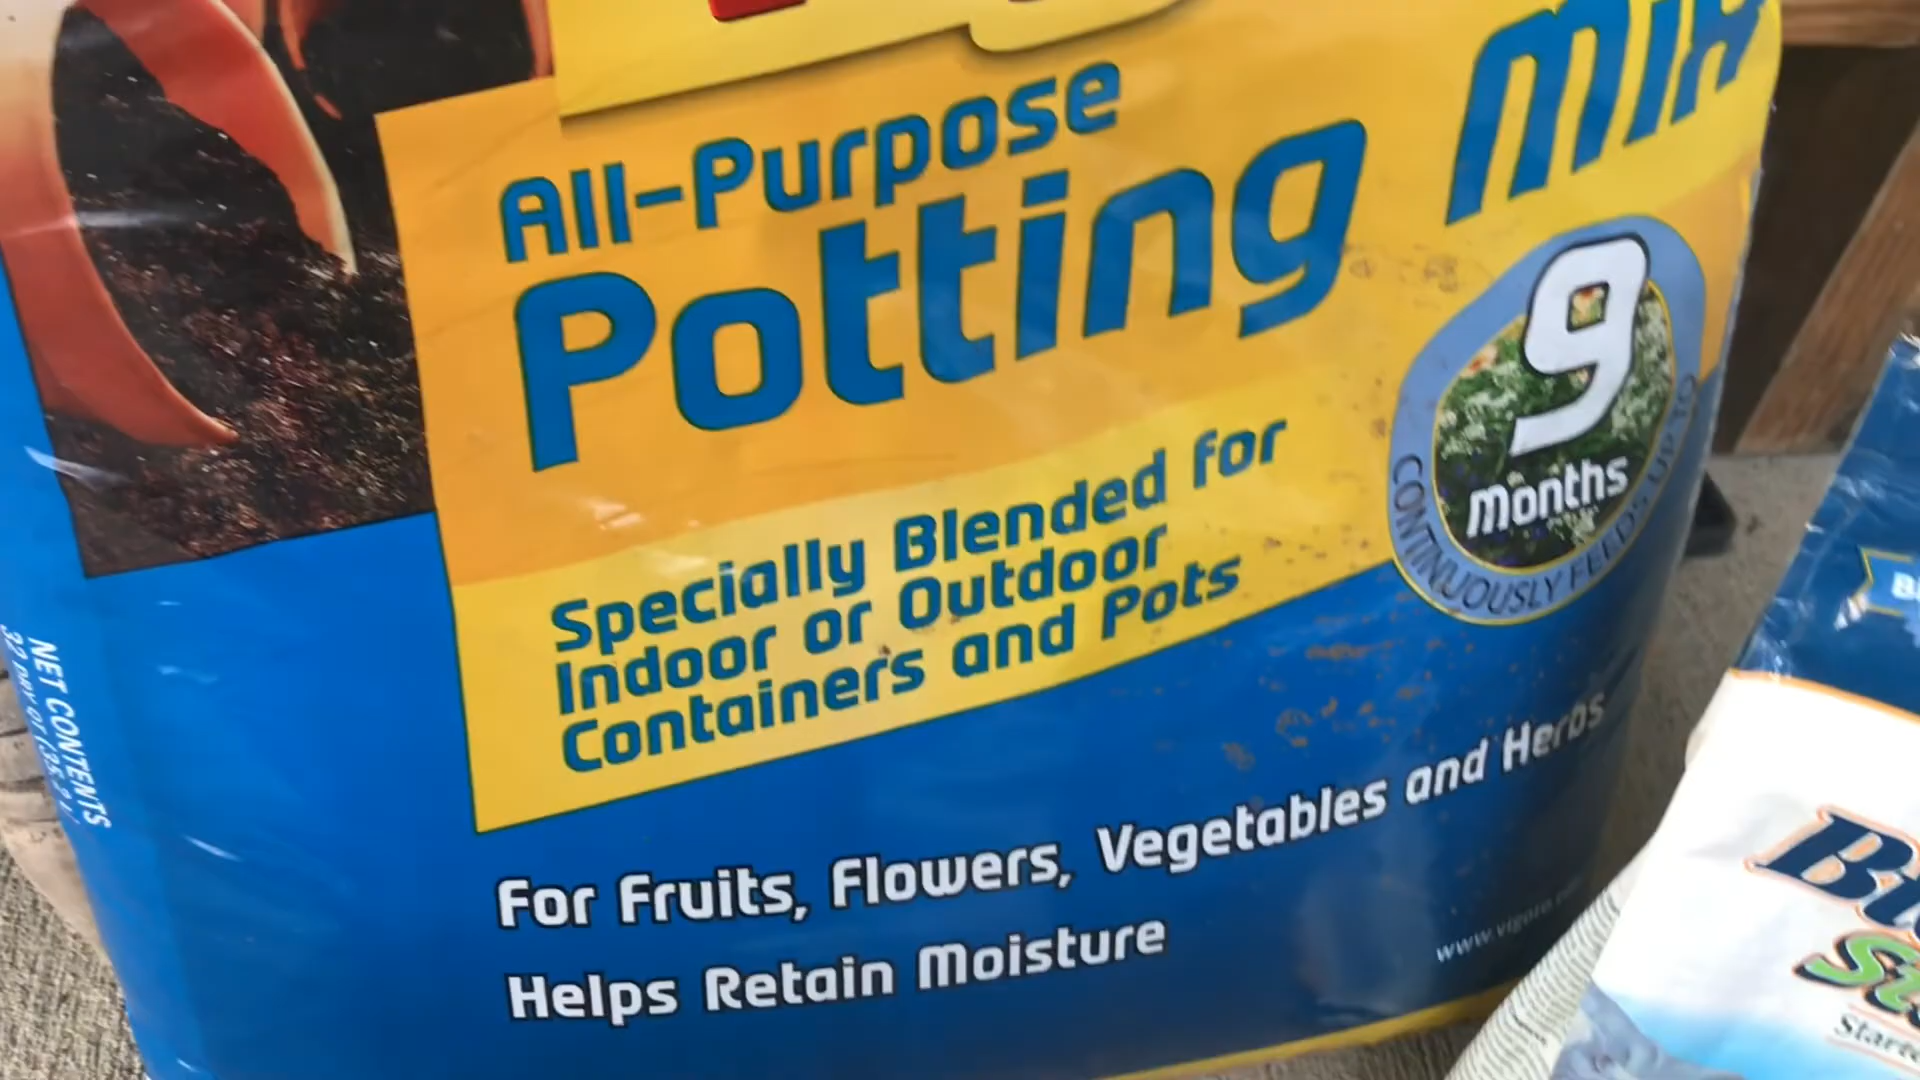 All-Purpose
Potting Mix
9
months
CONTINUOUSLY FEEDS UP TO
Specially Blended for
Indoor or Outdoor
Containers and Pots
For Fruits, Flowers, Vegetables and Herbs
Helps Retain Moisture
NET CONTENTS